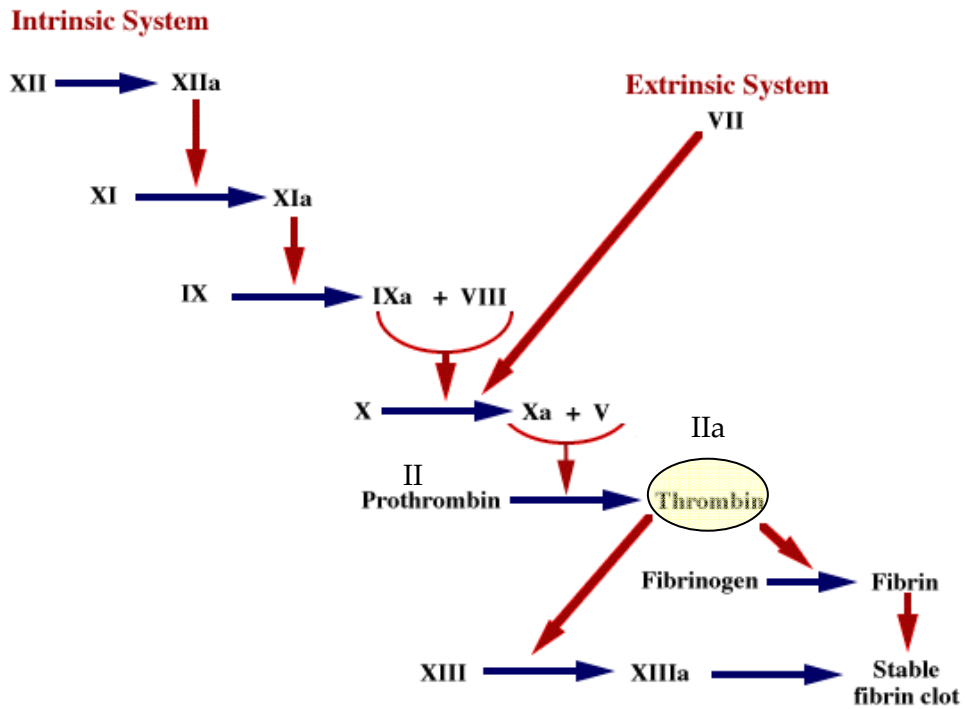 Intrinsic System
XII
XIIa
Extrinsic System
VII
XI
XIa
IX
IXa + VIII
X
Xa + V
IIa
II
Prothrombin
Thrombin
Fibrinogen
Fibrin
XIII
XIIIa
Stable
fibrin clot